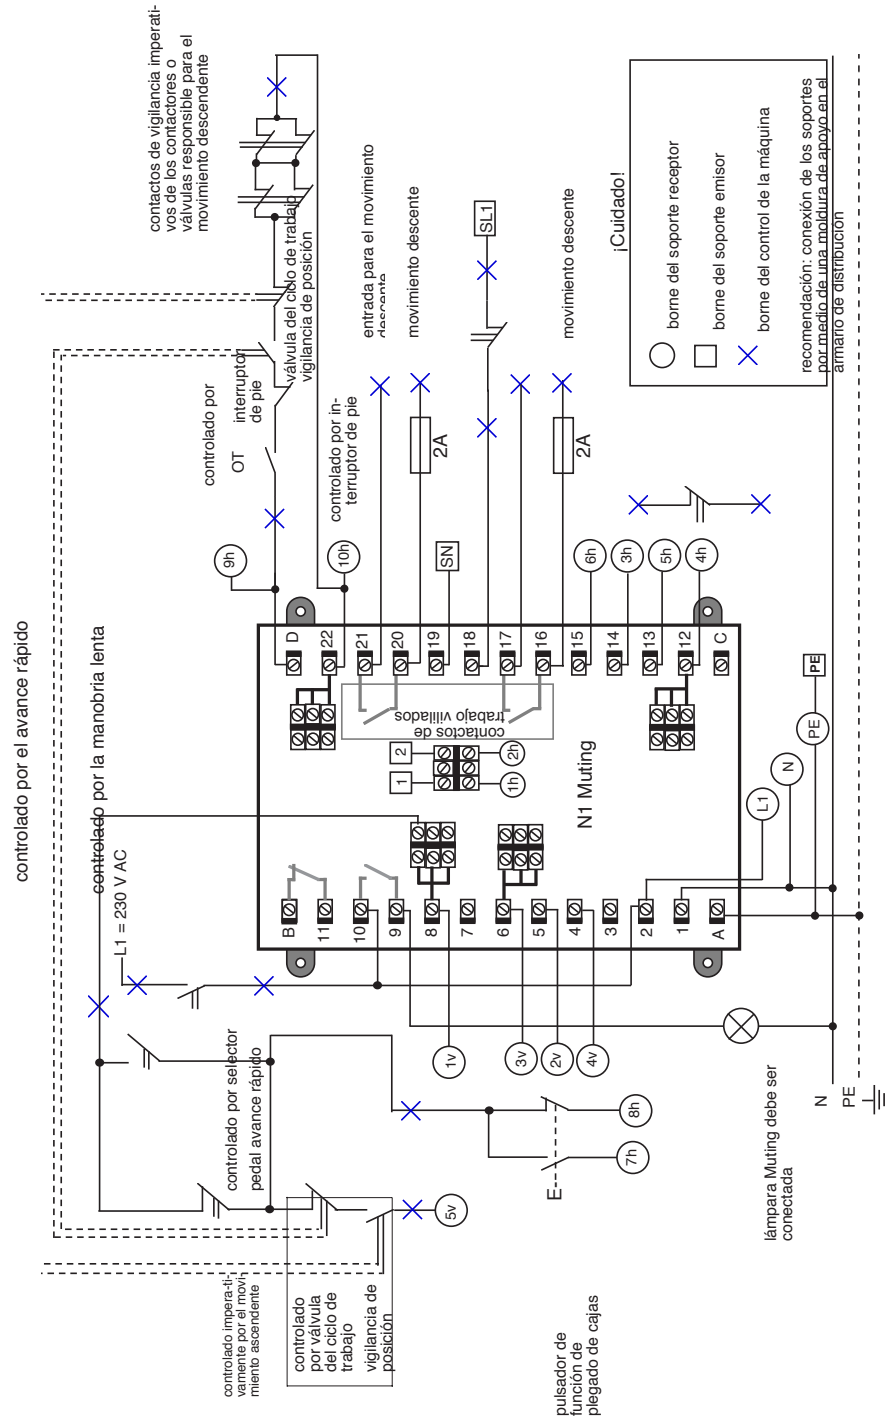 controlado por el avance rápido
controlado por la manobria lenta
L1 = 230 V AC
contactos de vigilancia imperati-
vos de los contactores o
válvulas responsible para el
movimiento descendente
válvula del ciclo de trabajo
vigilancia de posición
controlado por
OT
interruptor
de pie
controlado por in-
terruptor de pie
entrada para el movimiento
descente
movimiento descente
2A
SL1
movimiento descente
2A
¡Cuidado!
borne del soporte receptor
borne del soporte emisor
borne del control de la máquina
recomendación: conexión de los soportes
por medio de una moldura de apoyo en el
armario de distribución
9h
10h
SN
6h
3h
5h
4h
D
22
21
20
19
18
17
16
15
14
13
12
C
contactos de
trabajo villilados
2
1
2h
1h
N1 Muting
B
11
10
9
8
7
6
5
4
3
2
1
A
L1
N
PE
PE
1v
3v
2v
4v
controlado por selector
pedal avance rápido
5v
8h
7h
E
controlado impera-ti-
vamente por el movi-
miento ascendente
controlado
por válvula
del ciclo de
trabajo
vigilancia de
posición
pulsador de
función de
plegado de cajas
lámpara Muting debe ser
conectada
N
PE